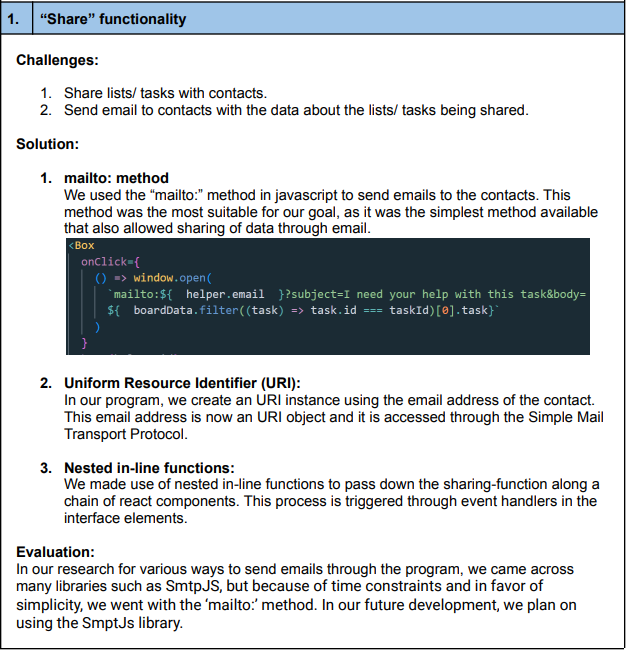 1. “Share” functionality
Challenges:
1. Share lists/ tasks with contacts.
2. Send email to contacts with the data about the lists/ tasks being shared.
Solution:
1. mailto: method
We used the “mailto:” method in javascript to send emails to the contacts. This
method was the most suitable for our goal, as it was the simplest method available
that also allowed sharing of data through email.
<Box
onClick={
() => window.open(
`mailto:${ helper.email }?subject=I need your help with this task&body=
${ boardData.filter((task) => task.id === taskId)[0].task}`
)
}
2. Uniform Resource Identifier (URI):
In our program, we create an URI instance using the email address of the contact.
This email address is now an URI object and it is accessed through the Simple Mail
Transport Protocol.
3. Nested in-line functions:
We made use of nested in-line functions to pass down the sharing-function along a
chain of react components. This process is triggered through event handlers in the
interface elements.
Evaluation:
In our research for various ways to send emails through the program, we came across
many libraries such as SmtpJS, but because of time constraints and in favor of
simplicity, we went with the ‘mailto:’ method. In our future development, we plan on
using the SmptJs library.